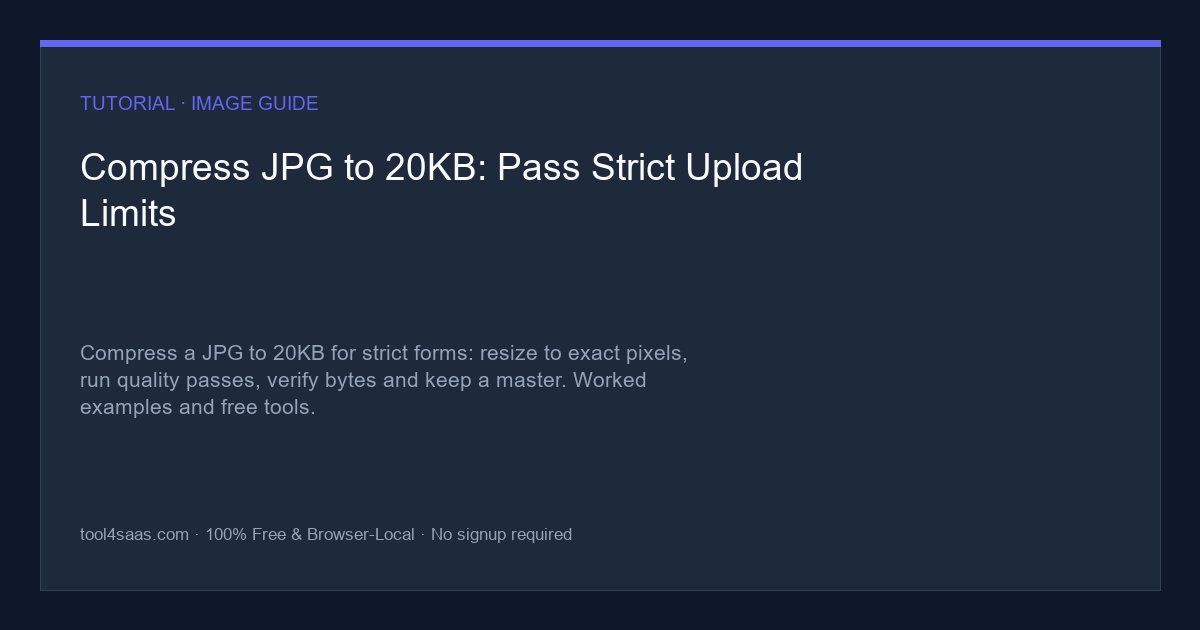 TUTORIAL · IMAGE GUIDE
Compress JPG to 20KB: Pass Strict Upload
Limits
Compress a JPG to 20KB for strict forms: resize to exact pixels,
run quality passes, verify bytes and keep a master. Worked
examples and free tools.
tool4saas.com · 100% Free & Browser-Local · No signup required